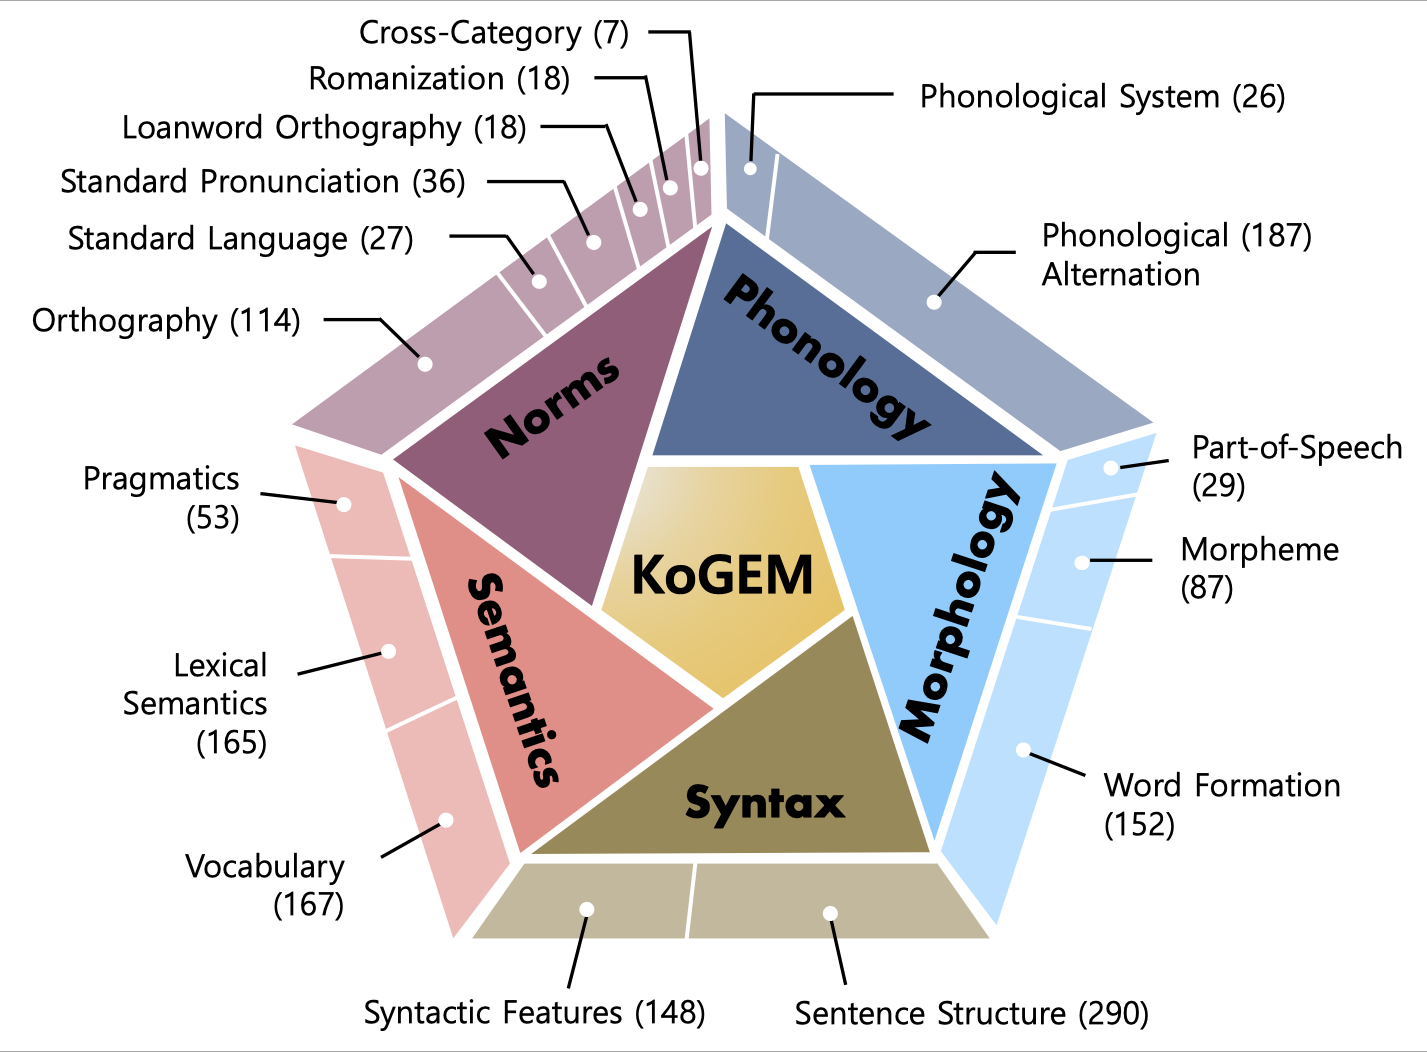 Cross-Category (7)
Romanization (18)
Loanword Orthography (18)
Standard Pronunciation (36)
Standard Language (27)
Orthography (114)
Phonological System (26)
Phonological (187)
Alternation
Part-of-Speech
(29)
Morpheme
(87)
Word Formation
(152)
Sentence Structure (290)
Syntactic Features (148)
Vocabulary
(167)
Lexical
Semantics
(165)
Pragmatics
(53)
Norms
Phonology
Morphology
Syntax
Semantics
KoGEM